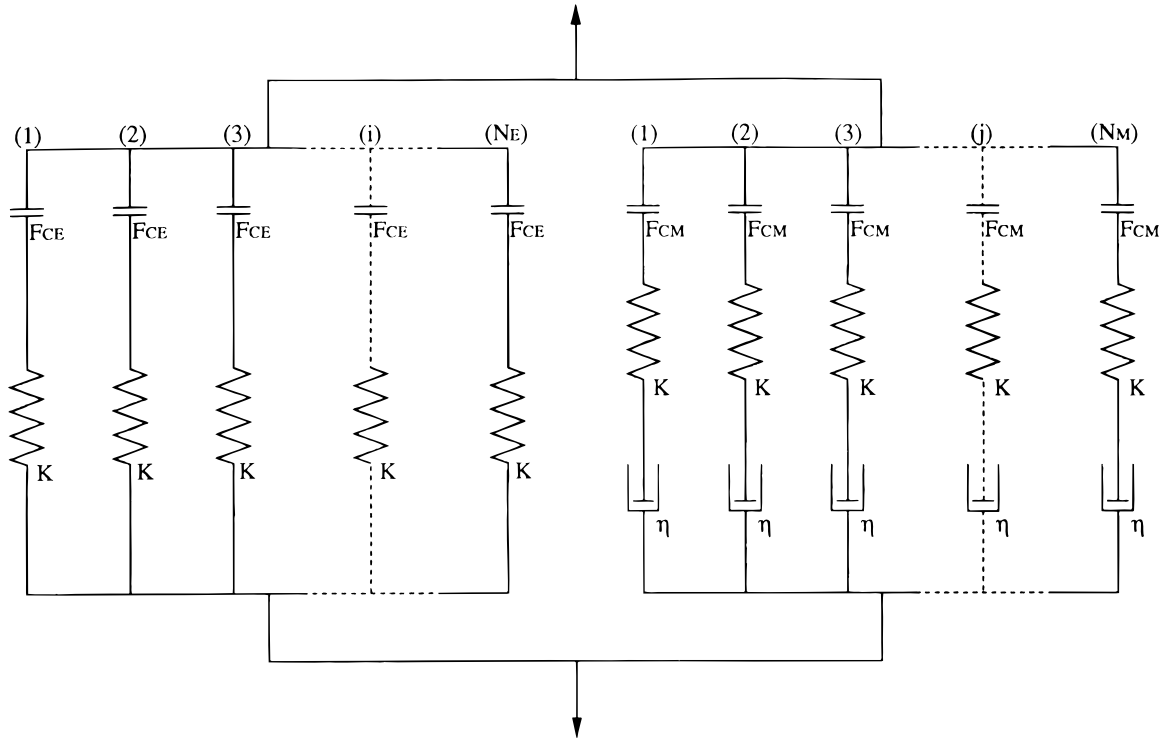 (1) (2) (3) (i) (NE) (1) (2) (3) (j) (NM)
FCE FCE FCE FCE FCE FCM FCM FCM FCM FCM
K K K K K
K K K K K
η η η η η